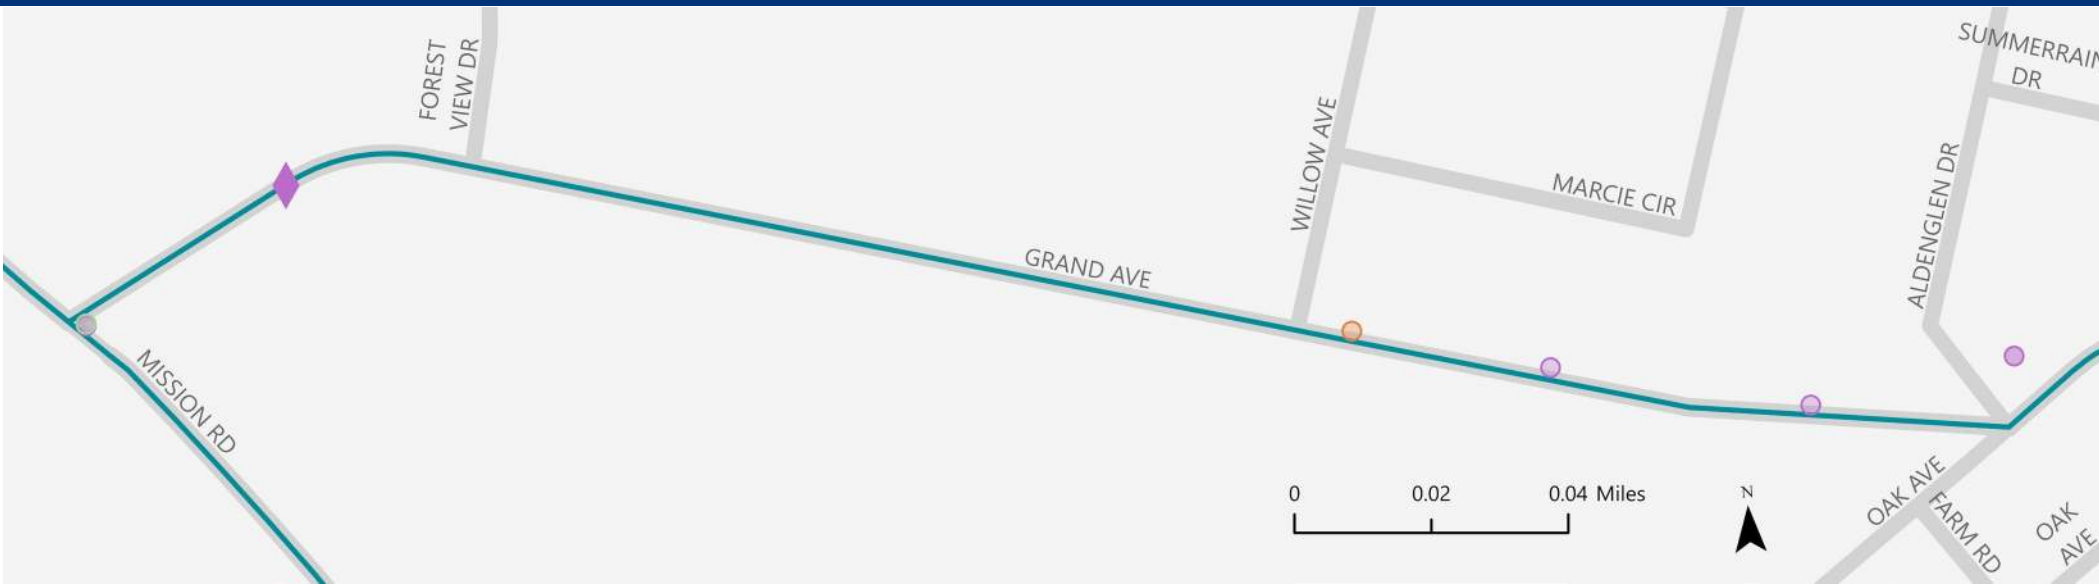 FOREST
VIEW DR
SUMMERRAIN
DR
WILLOW AVE
MARCIE CIR
ALDENGLEN DR
GRAND AVE
MISSION RD
0 0.02 0.04 Miles
N
OAK AVE
FARM RD
OAK
AVE